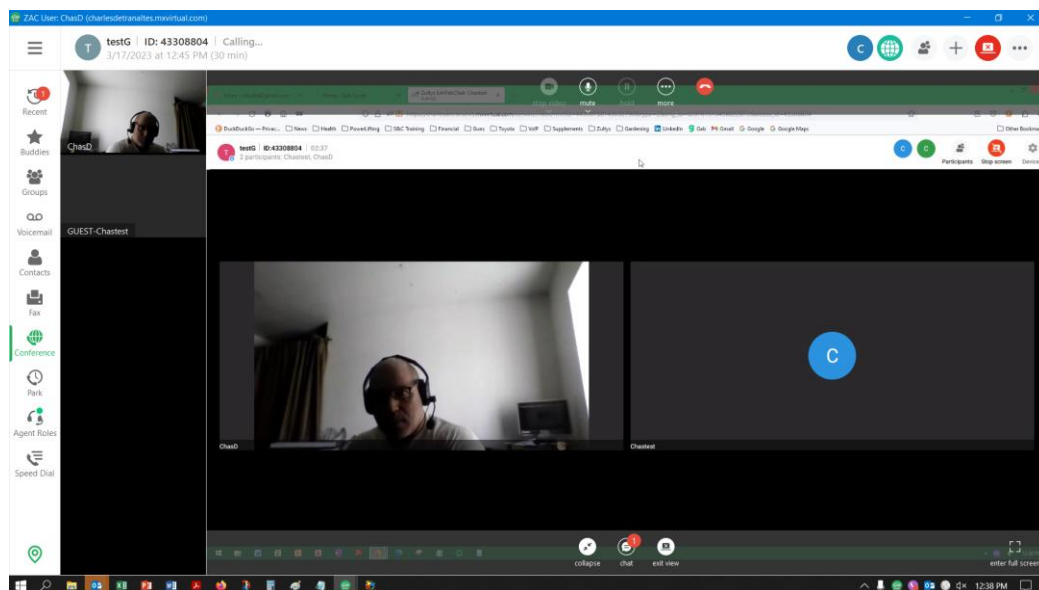 ZAC User: ChasD (charlesdetranaltes.mxvirtual.com)
T
testG | ID: 43308804 | Calling...
3/17/2023 at 12:45 PM (30 min)
C
1
Recent
Buddies
Groups
Voicemail
Contacts
Fax
Conference
Park
Agent Roles
Speed Dial
ChasD
GUEST-Chastest
stop video
mute
hold
more
DuckDuckGo — Privac...
News
Health
PowerLifting
SBC Training
Financial
Guns
Toyota
VoIP
Supplements
Zultys
Gardening
LinkedIn
Gab
Gmail
Google
Google Maps
Other Bookma
T
testG | ID:43308804 | 02:37
2 participants: Chastest, ChasD
C
C
Participants
Stop screen
Device
C
ChasD
Chastest
collapse
1
chat
exit view
enter full screen
12:38 PM